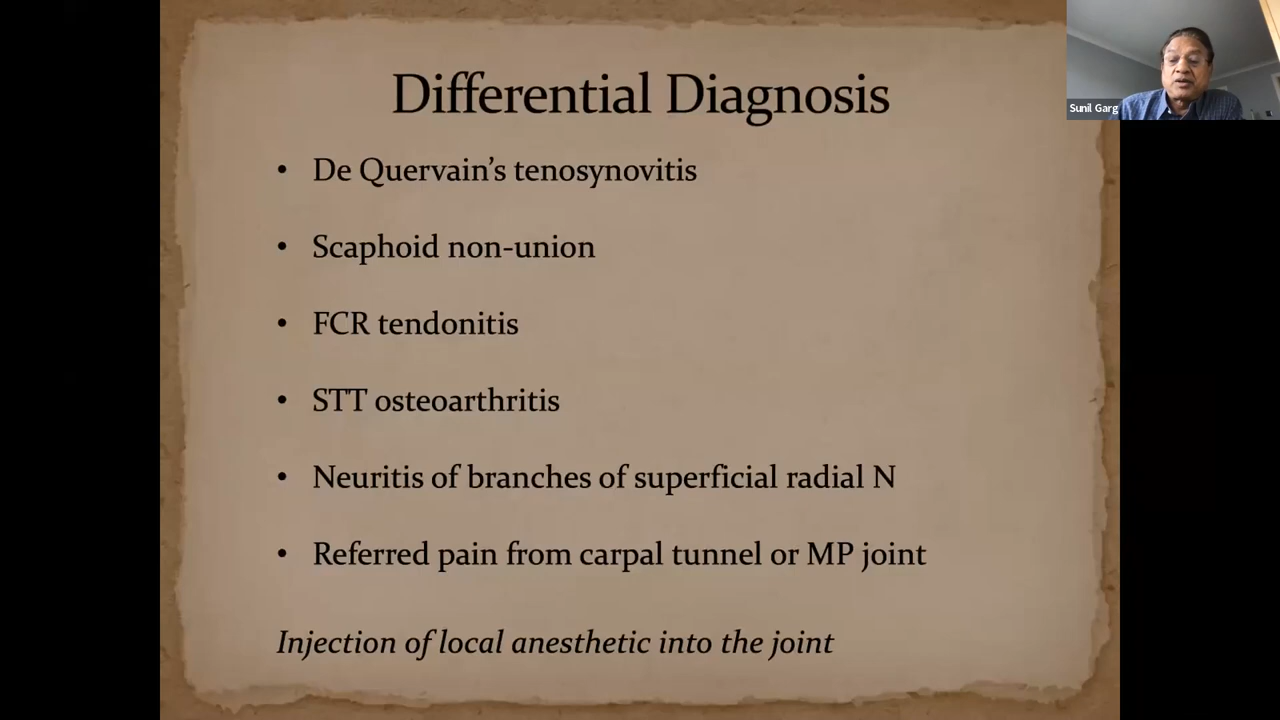 Differential Diagnosis
Sunil Garg
• De Quervain’s tenosynovitis
• Scaphoid non-union
• FCR tendonitis
• STT osteoarthritis
• Neuritis of branches of superficial radial N
• Referred pain from carpal tunnel or MP joint
Injection of local anesthetic into the joint